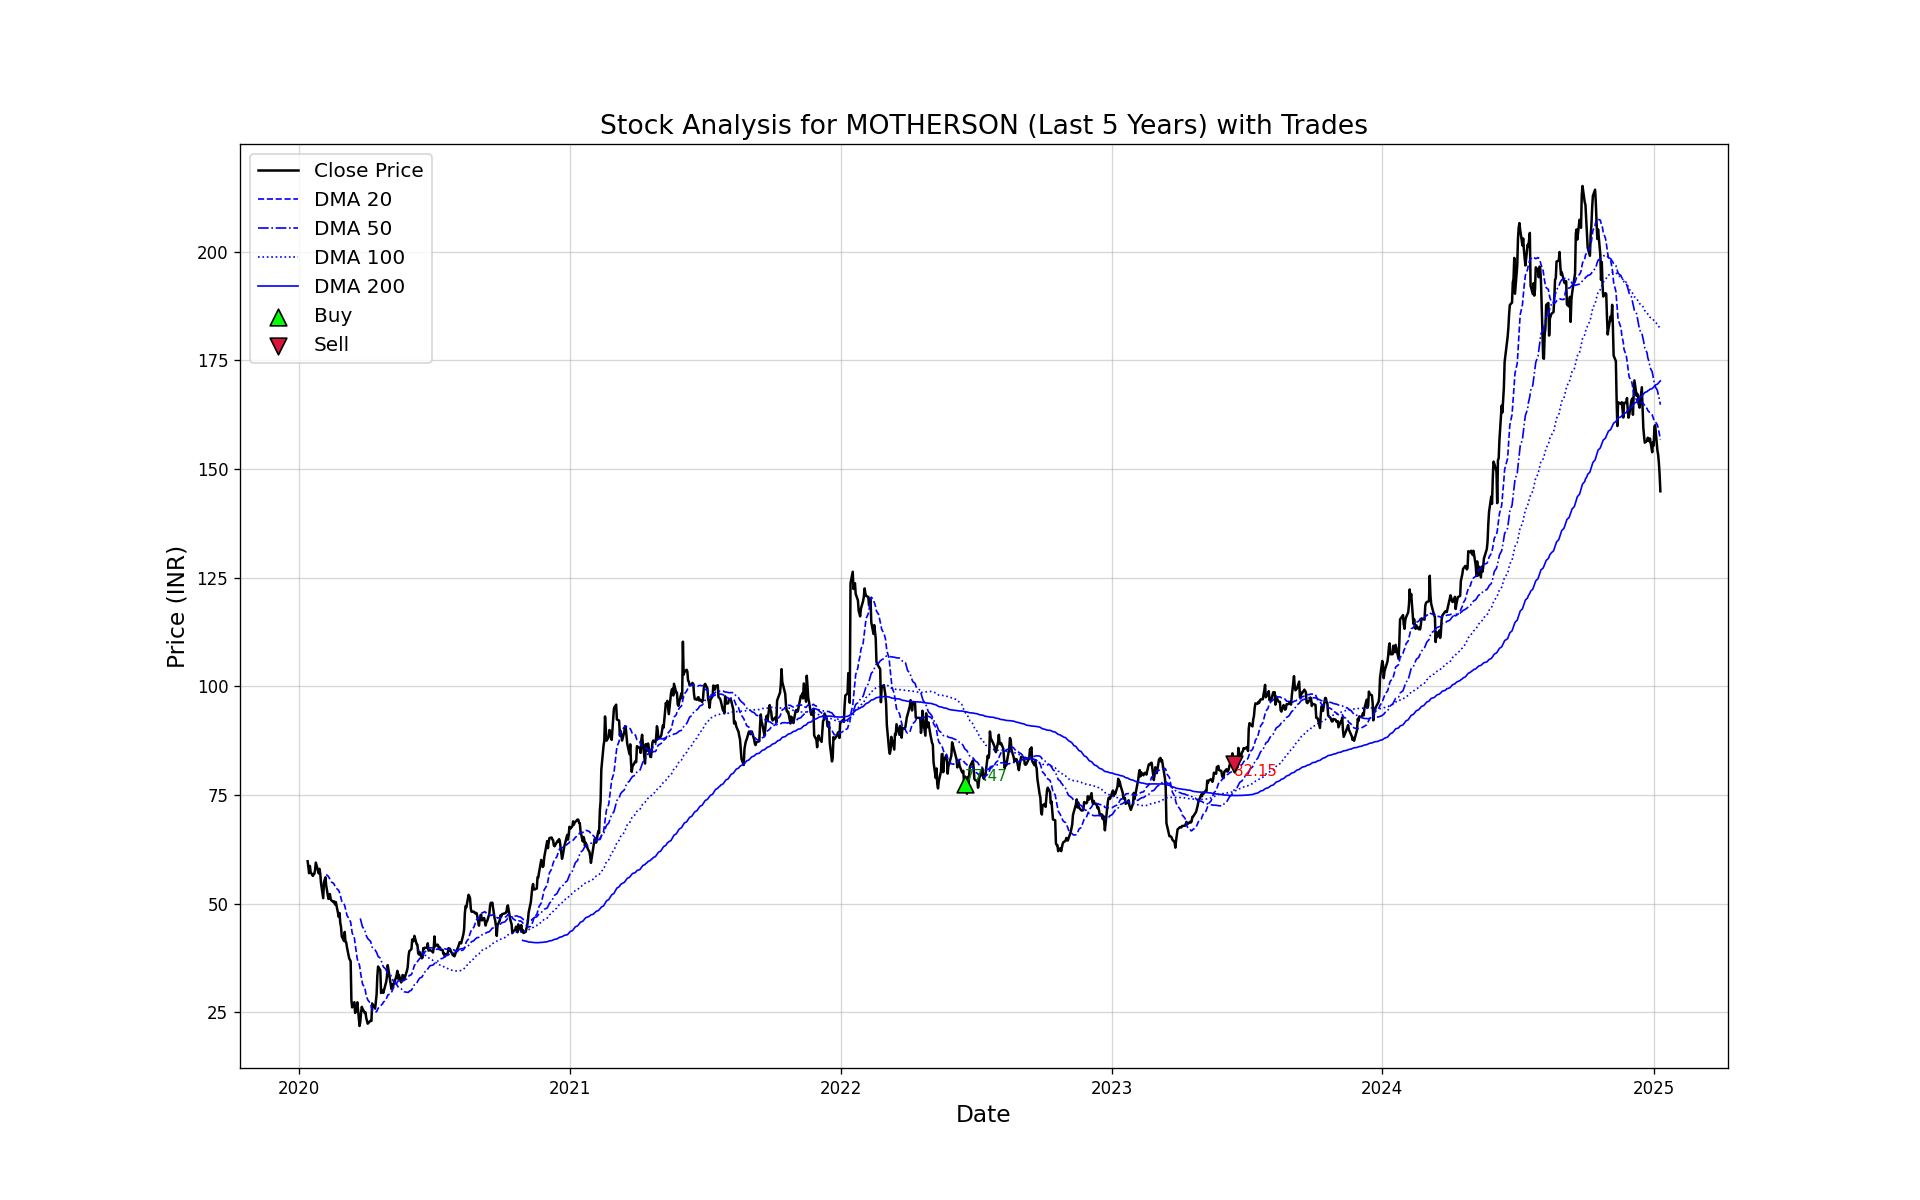 Stock Analysis for MOTHERSON (Last 5 Years) with Trades
Close Price
DMA 20
DMA 50
DMA 100
DMA 200
Buy
Sell
Price (INR)
200
175
150
125
100
75
50
25
82.15
2020
2021
2022
2023
2024
2025
Date